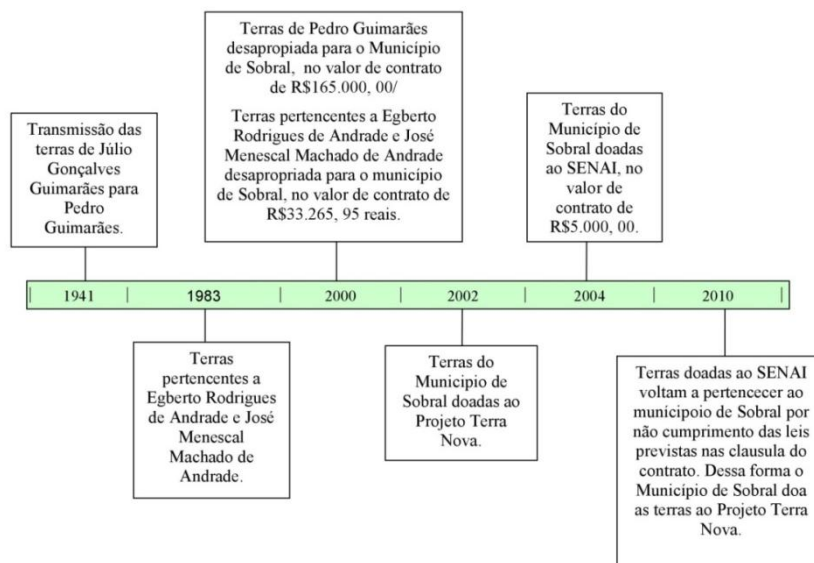 Transmissão das
terras de Júlio
Gonçalves
Guimarães para
Pedro
Guimarães.
Terras de Pedro Guimarães
desapropiada para o Município
de Sobral, no valor de contrato
de R$165.000, 00/
Terras pertencentes a Egberto
Rodrigues de Andrade e José
Menescal Machado de Andrade
desapropriada para o município
de Sobral, no valor de contrato de
R$33.265, 95 reais.
Terras do
Município de
Sobral doadas
ao SENAI, no
valor de
contrato de
R$5.000, 00.
1941 1983 2000 2002 2004 2010
Terras
pertencentes a
Egberto Rodrigues
de Andrade e José
Menescal
Machado de
Andrade.
Terras do
Municipio de
Sobral doadas ao
Projeto Terra
Nova.
Terras doadas ao SENAI
voltam a pertencecer ao
municipoio de Sobral por
não cumprimento das leis
previstas nas clausula do
contrato. Dessa forma o
Município de Sobral doa
as terras ao Projeto Terra
Nova.